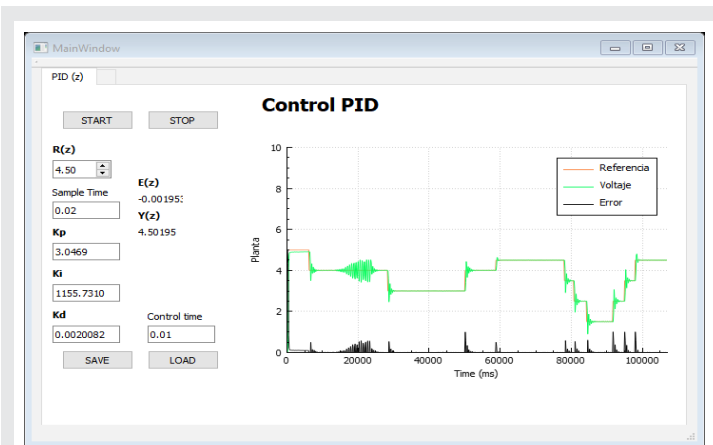 MainWindow
PID (z)
START STOP
R(z)
4.50
Sample Time
0.02
Kp
3.0469
Ki
1155.7310
Kd
0.0020082
E(z)
-0.001953
Y(z)
4.50195
Control time
0.01
SAVE LOAD
Control PID
Referencia
Voltaje
Error
Planta
10
8
6
4
2
0
0 20000 40000 60000 80000 100000
Time (ms)